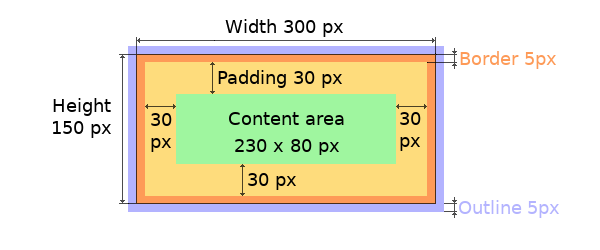 Width 300 px
Border 5px
Padding 30 px
Height
150 px
30
px
Content area
230 x 80 px
30
px
30 px
Outline 5px